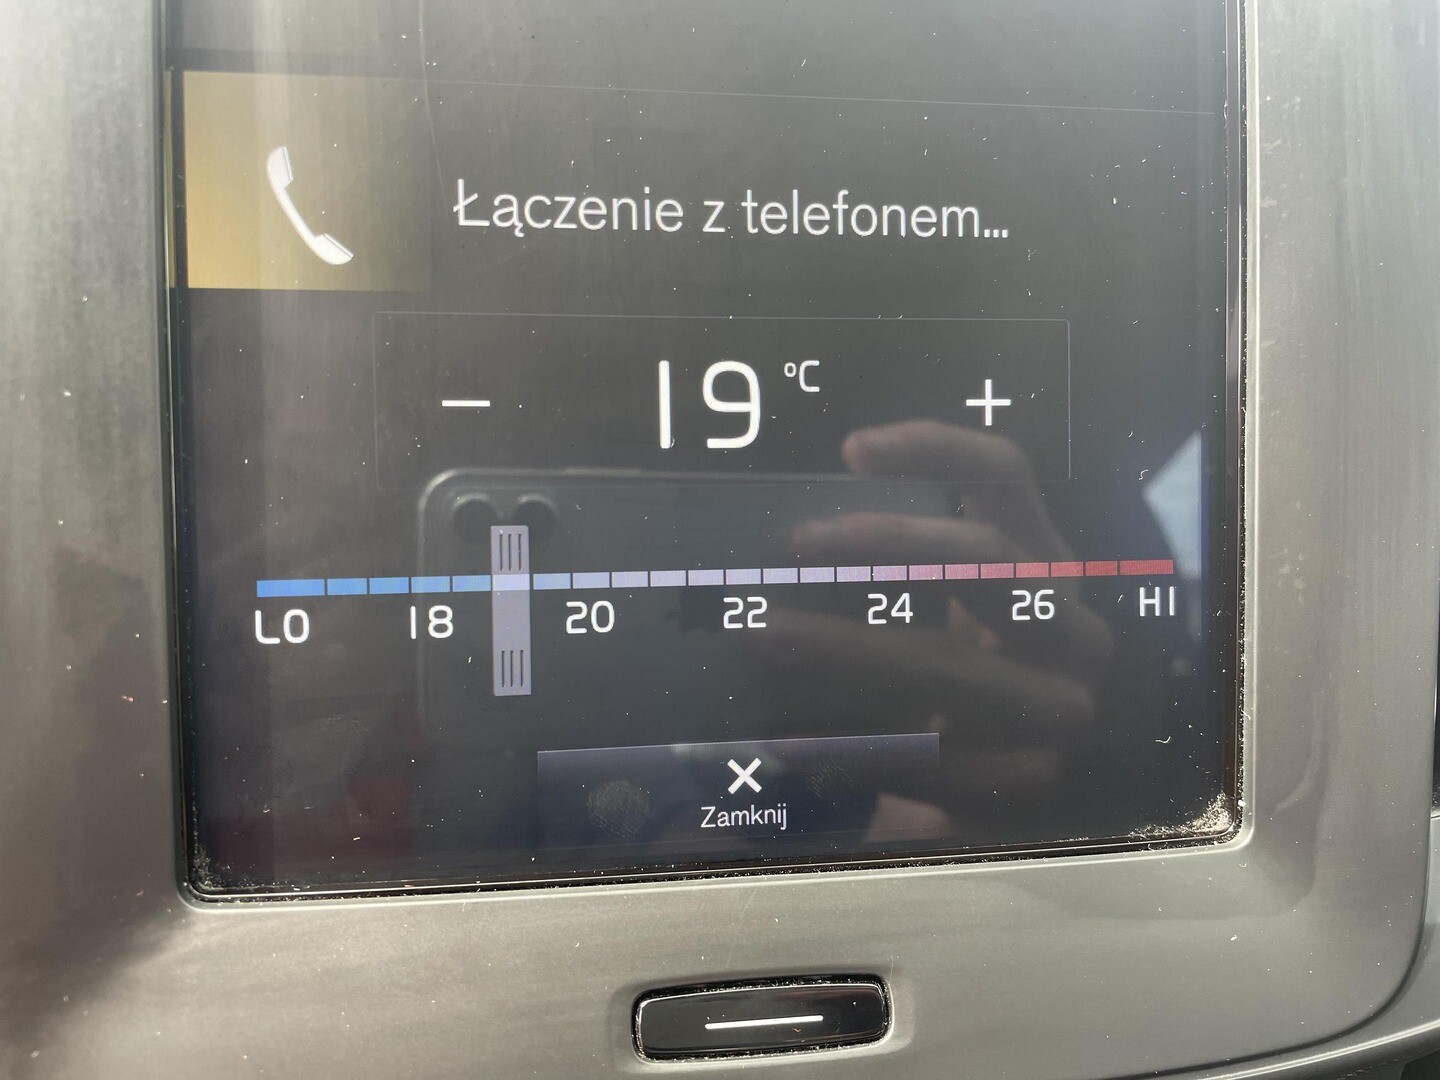 Łączenie z telefonem...
− 19 °C +
LO 18 20 22 24 26 HI
Zamknij